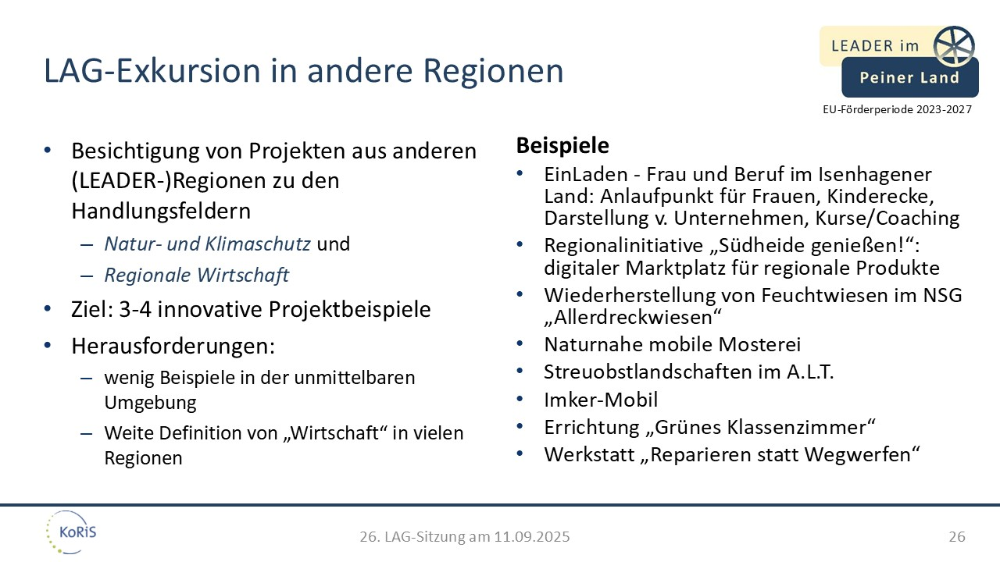 LAG-Exkursion in andere Regionen
LEADER im
Peiner Land
EU-Förderperiode 2023-2027
• Besichtigung von Projekten aus anderen
(LEADER-)Regionen zu den
Handlungsfeldern
– Natur- und Klimaschutz und
– Regionale Wirtschaft
• Ziel: 3-4 innovative Projektbeispiele
• Herausforderungen:
– wenig Beispiele in der unmittelbaren
Umgebung
– Weite Definition von „Wirtschaft“ in vielen
Regionen
Beispiele
• EinLaden - Frau und Beruf im Isenhagener
Land: Anlaufpunkt für Frauen, Kinderecke,
Darstellung v. Unternehmen, Kurse/Coaching
• Regionalinitiative „Südheide genießen!“:
digitaler Marktplatz für regionale Produkte
• Wiederherstellung von Feuchtwiesen im NSG
„Allerdreckwiesen“
• Naturnahe mobile Mosterei
• Streuobstlandschaften im A.L.T.
• Imker-Mobil
• Errichtung „Grünes Klassenzimmer“
• Werkstatt „Reparieren statt Wegwerfen“
KoRiS
26. LAG-Sitzung am 11.09.2025
26